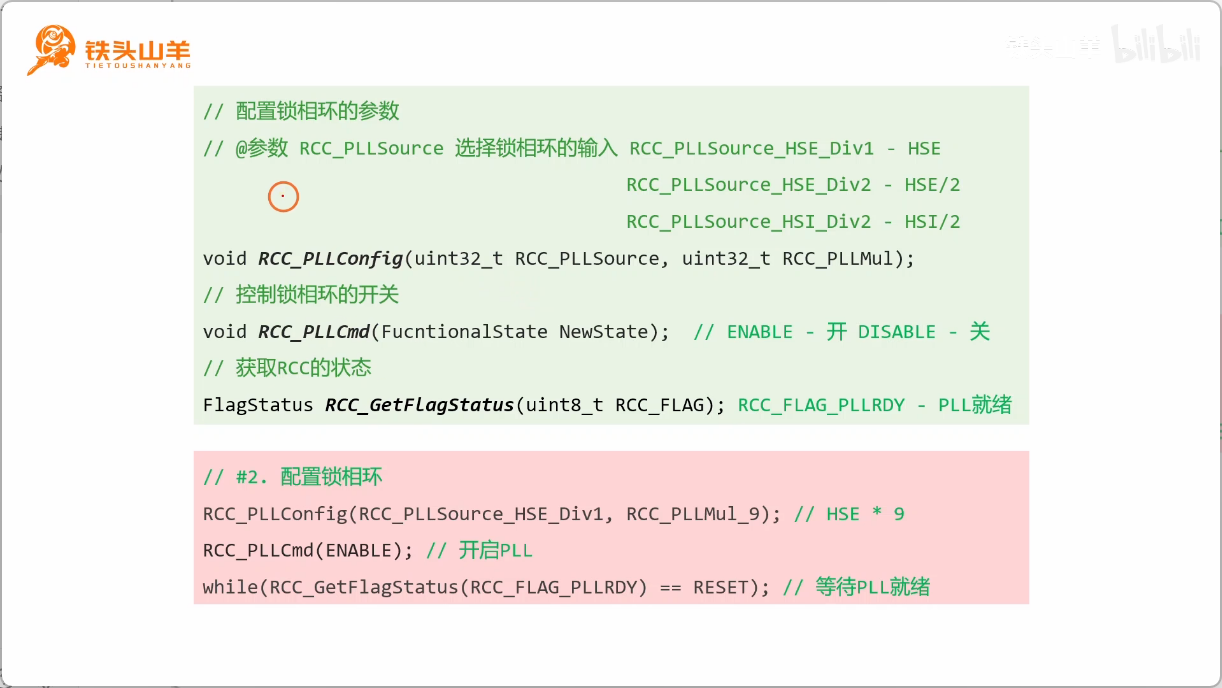 铁头山羊
TIETOUSHANYANG
bilibili
// 配置锁相环的参数
// @参数 RCC_PLLSource 选择锁相环的输入 RCC_PLLSource_HSE_Div1 - HSE
RCC_PLLSource_HSE_Div2 - HSE/2
RCC_PLLSource_HSI_Div2 - HSI/2
void RCC_PLLConfig(uint32_t RCC_PLLSource, uint32_t RCC_PLLMul);
// 控制锁相环的开关
void RCC_PLLCmd(FucntionalState NewState); // ENABLE - 开 DISABLE - 关
// 获取RCC的状态
FlagStatus RCC_GetFlagStatus(uint8_t RCC_FLAG); RCC_FLAG_PLLRDY - PLL就绪
// #2. 配置锁相环
RCC_PLLConfig(RCC_PLLSource_HSE_Div1, RCC_PLLMul_9); // HSE * 9
RCC_PLLCmd(ENABLE); // 开启PLL
while(RCC_GetFlagStatus(RCC_FLAG_PLLRDY) == RESET); // 等待PLL就绪